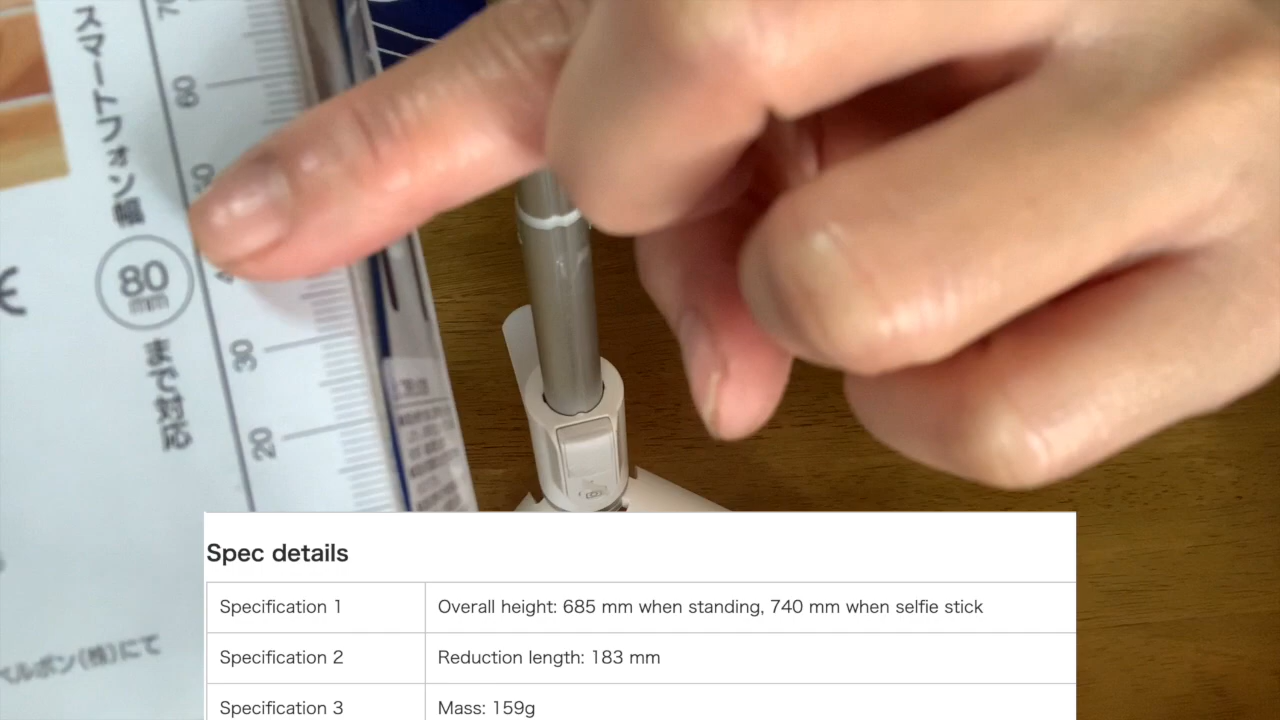 スマートフォン幅
80
mm
まで対応
70
60
50
30
20
ルボン(株)にて
Spec details
Specification 1 Overall height: 685 mm when standing, 740 mm when selfie stick
Specification 2 Reduction length: 183 mm
Specification 3 Mass: 159g